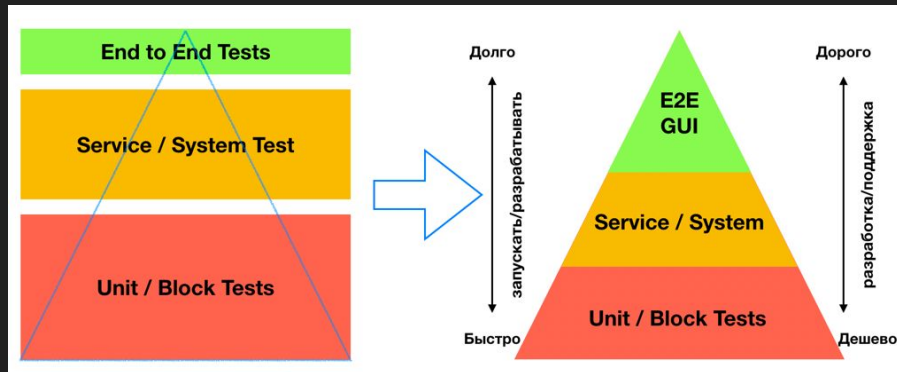 End to End Tests
Service / System Test
Unit / Block Tests
Долго
запускать/разрабатывать
Быстро
E2E
GUI
Service / System
Unit / Block Tests
Дорого
разработка/поддержка
Дешево